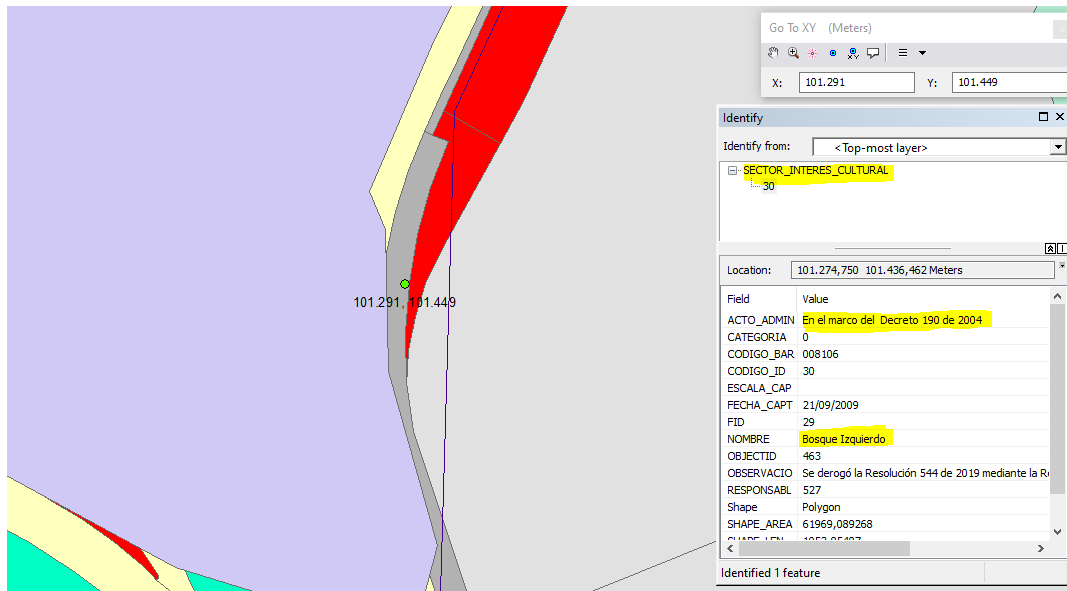 Go To XY (Meters)
X: 101.291 Y: 101.449
Identify
Identify from: <Top-most layer>
SECTOR_INTERES_CULTURAL
30
Location: 101.274,750 101.436,462 Meters
Field Value
ACTO_ADMIN En el marco del Decreto 190 de 2004
CATEGORIA 0
CODIGO_BAR 008106
CODIGO_ID 30
ESCALA_CAP
FECHA_CAPT 21/09/2009
FID 29
NOMBRE Bosque Izquierdo
OBJECTID 463
OBSERVACIO Se derogó la Resolución 544 de 2019 mediante la Re
RESPONSABL 527
Shape Polygon
SHAPE_AREA 61969,089268
Identified 1 feature
101.291, 101.449